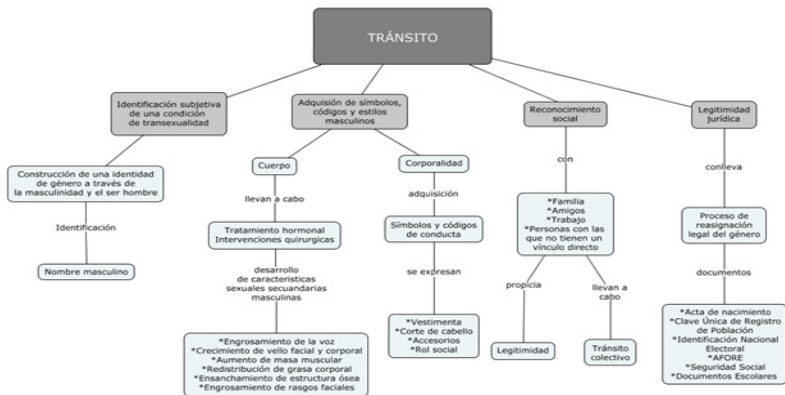 TRÁNSITO
Identificación subjetiva
de una condición
de transexualidad
Adquisión de símbolos,
códigos y estilos
masculinos
Reconocimiento
social
Legitimidad
jurídica
Construcción de una identidad
de género a través de
la masculinidad y el ser hombre
Identificación
Nombre masculino
Cuerpo
llevan a cabo
Tratamiento hormonal
Intervenciones quirurgicas
desarrollo
de caracteristicas
sexuales secuandarias
masculinas
*Engrosamiento de la voz
*Crecimiento de vello facial y corporal
*Aumento de masa muscular
*Redistribución de grasa corporal
*Ensanchamiento de estructura ósea
*Engrosamiento de rasgos faciales
Corporalidad
adquisición
Símbolos y códigos
de conducta
se expresan
*Vestimenta
*Corte de cabello
*Accesorios
*Rol social
con
*Familia
*Amigos
*Trabajo
*Personas con las
que no tienen un
vínculo directo
propicia
Legitimidad
llevan a
cabo
Tránsito
colectivo
conlleva
Proceso de
reasignación
legal del género
documentos
*Acta de nacimiento
*Clave Única de Registro
de Población
*Identificación Nacional
Electoral
*AFORE
*Seguridad Social
*Documentos Escolares